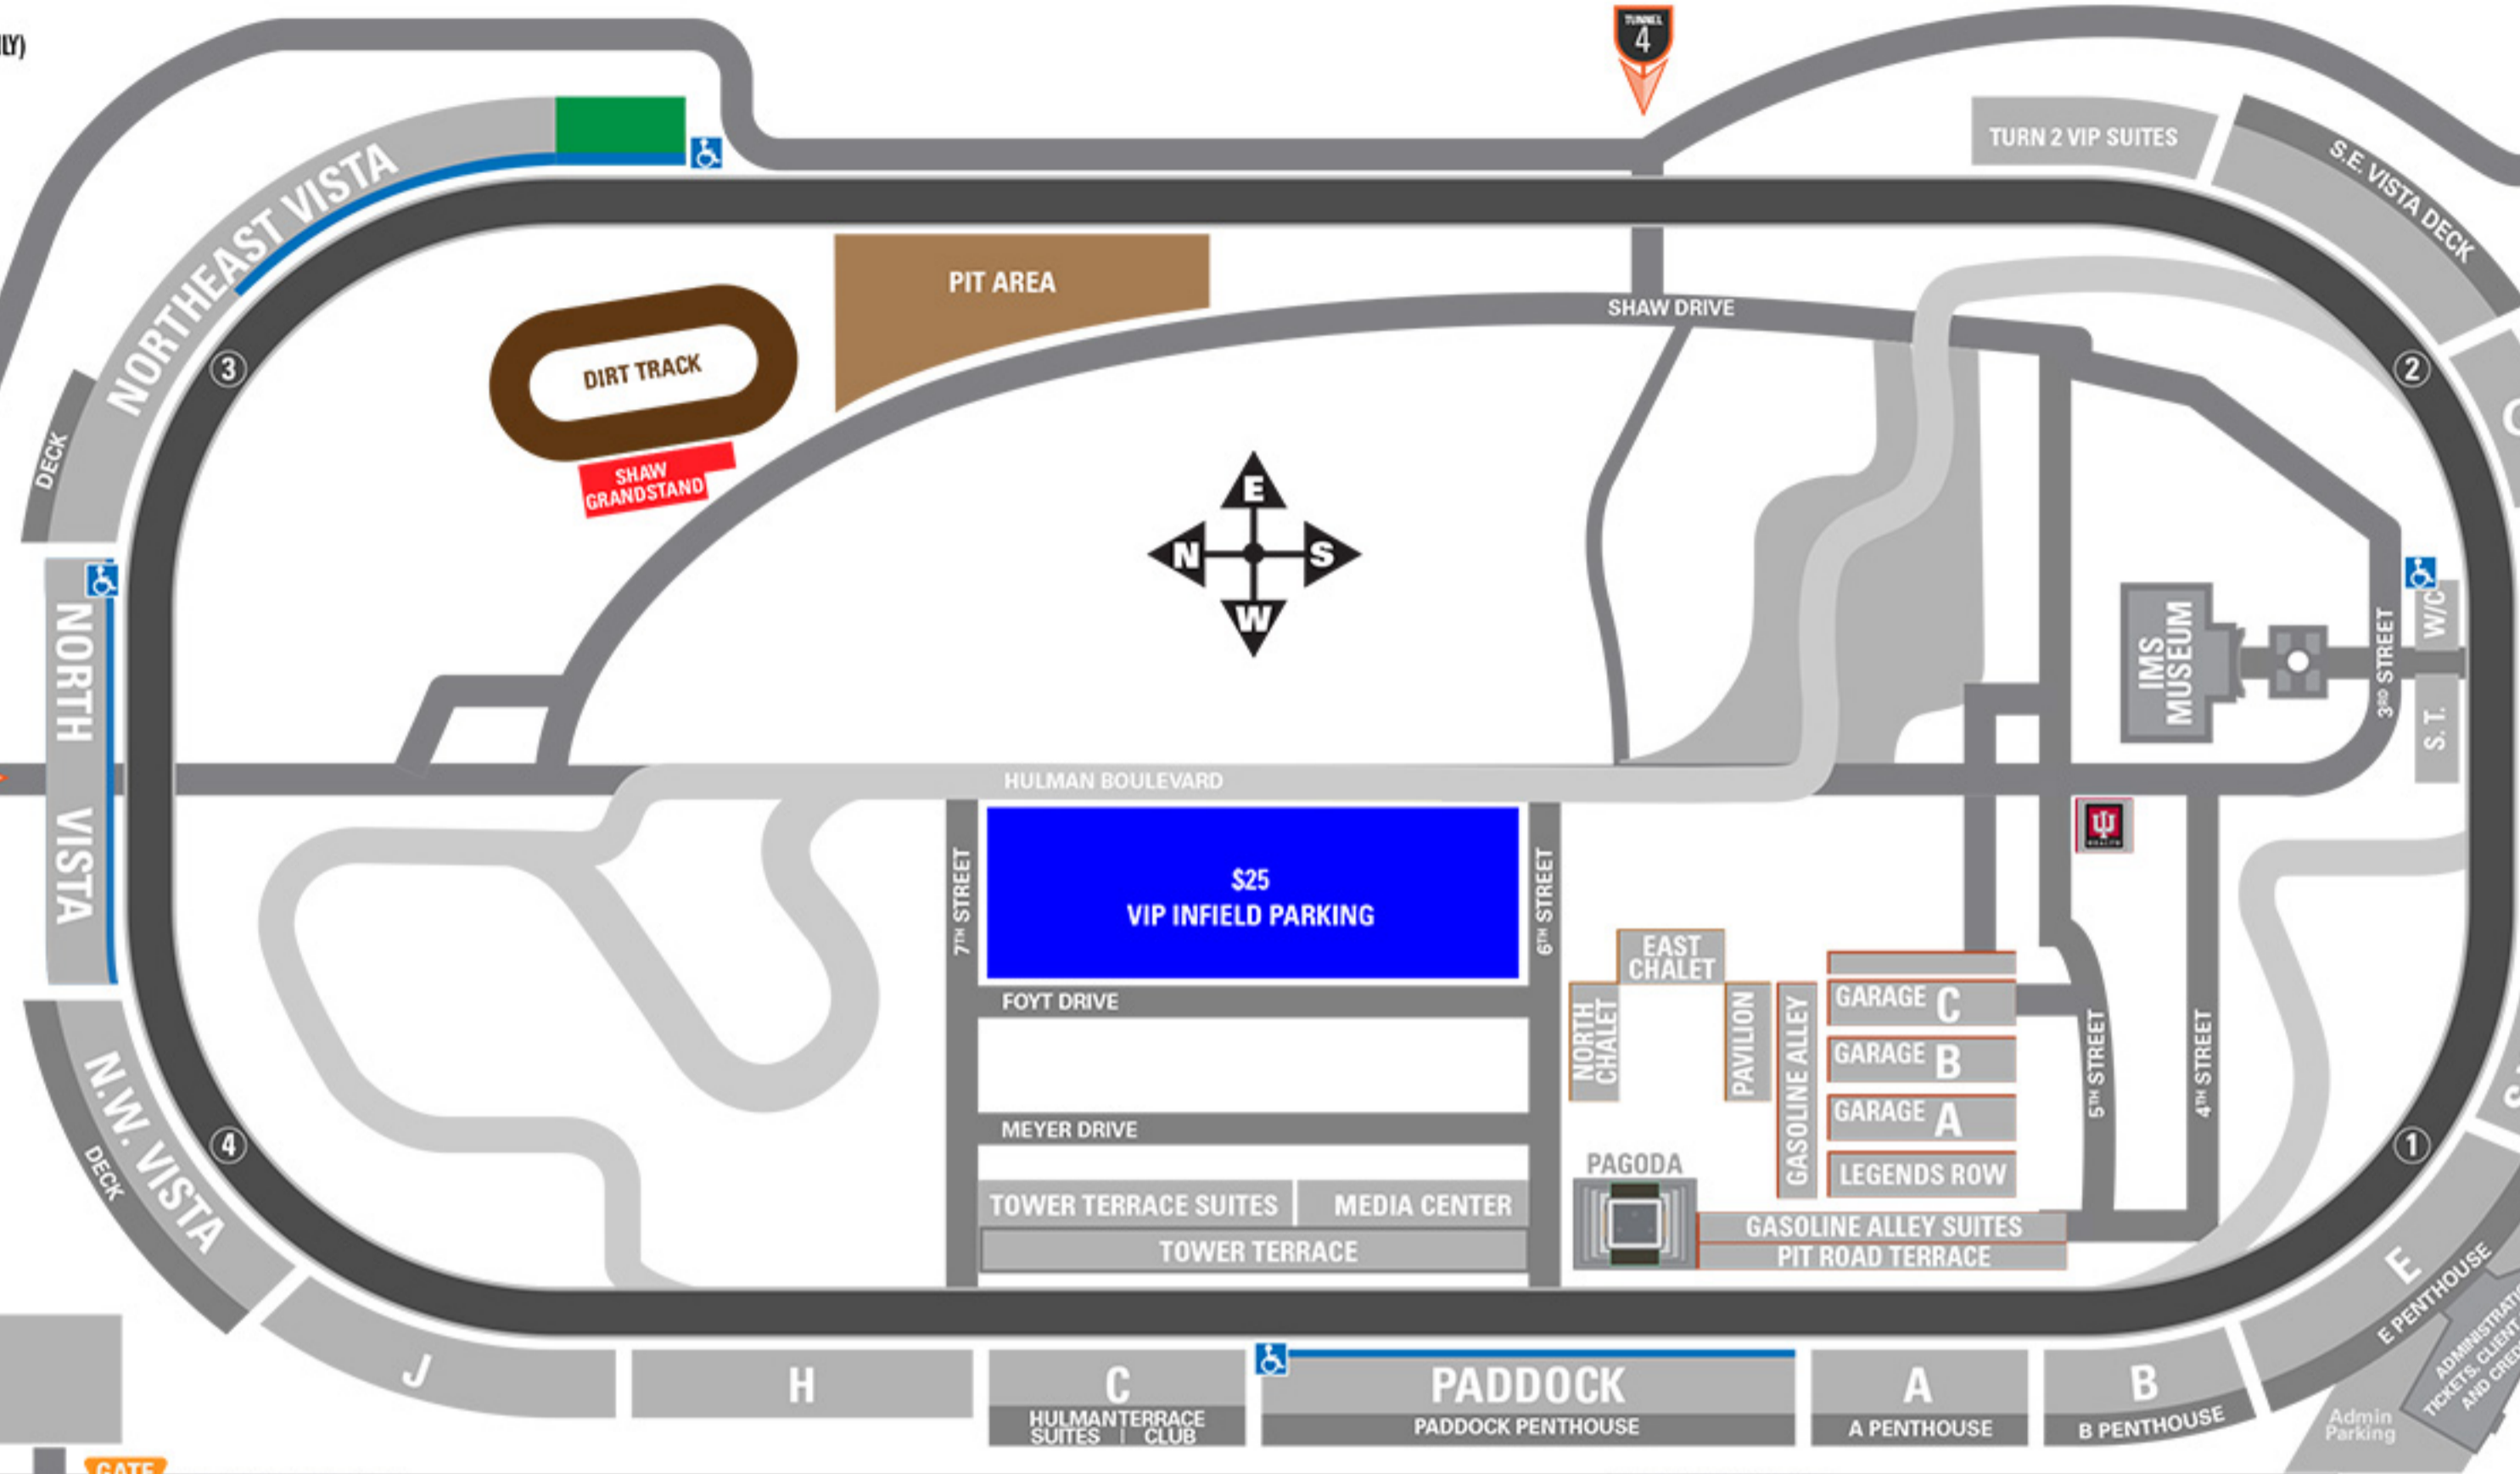 TUNNEL
4
TURN 2 VIP SUITES
S.E. VISTA DECK
NORTHEAST VISTA
PIT AREA
SHAW DRIVE
DIRT TRACK
3
2
DECK
SHAW
GRANDSTAND
E
N
S
W
NORTH VISTA
IMS
MUSEUM
3RD STREET
W/C
S. T.
HULMAN BOULEVARD
7TH STREET
$25
VIP INFIELD PARKING
6TH STREET
FOYT DRIVE
EAST
CHALET
NORTH
CHALET
PAVILION
GASOLINE ALLEY
GARAGE C
GARAGE B
GARAGE A
LEGENDS ROW
5TH STREET
4TH STREET
MEYER DRIVE
N.W. VISTA
DECK
4
1
PAGODA
TOWER TERRACE SUITES
MEDIA CENTER
TOWER TERRACE
GASOLINE ALLEY SUITES
PIT ROAD TERRACE
E
E PENTHOUSE
J
H
C
HULMAN
SUITES
TERRACE
CLUB
PADDOCK
PADDOCK PENTHOUSE
A
A PENTHOUSE
B
B PENTHOUSE
Admin
Parking
TICKETS, CLIENT
GATE